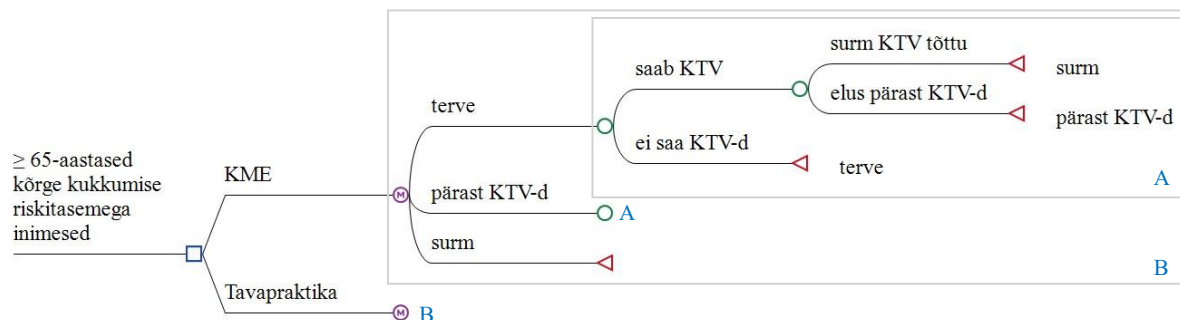 ≥ 65-aastased
kõrge kukkumise
riskitasemega
inimesed
KME
Tavapraktika
M
M
B
terve
pärast KTV-d
surm
A
saab KTV
ei saa KTV-d
surm KTV tõttu
elus pärast KTV-d
surm
pärast KTV-d
terve
A
B